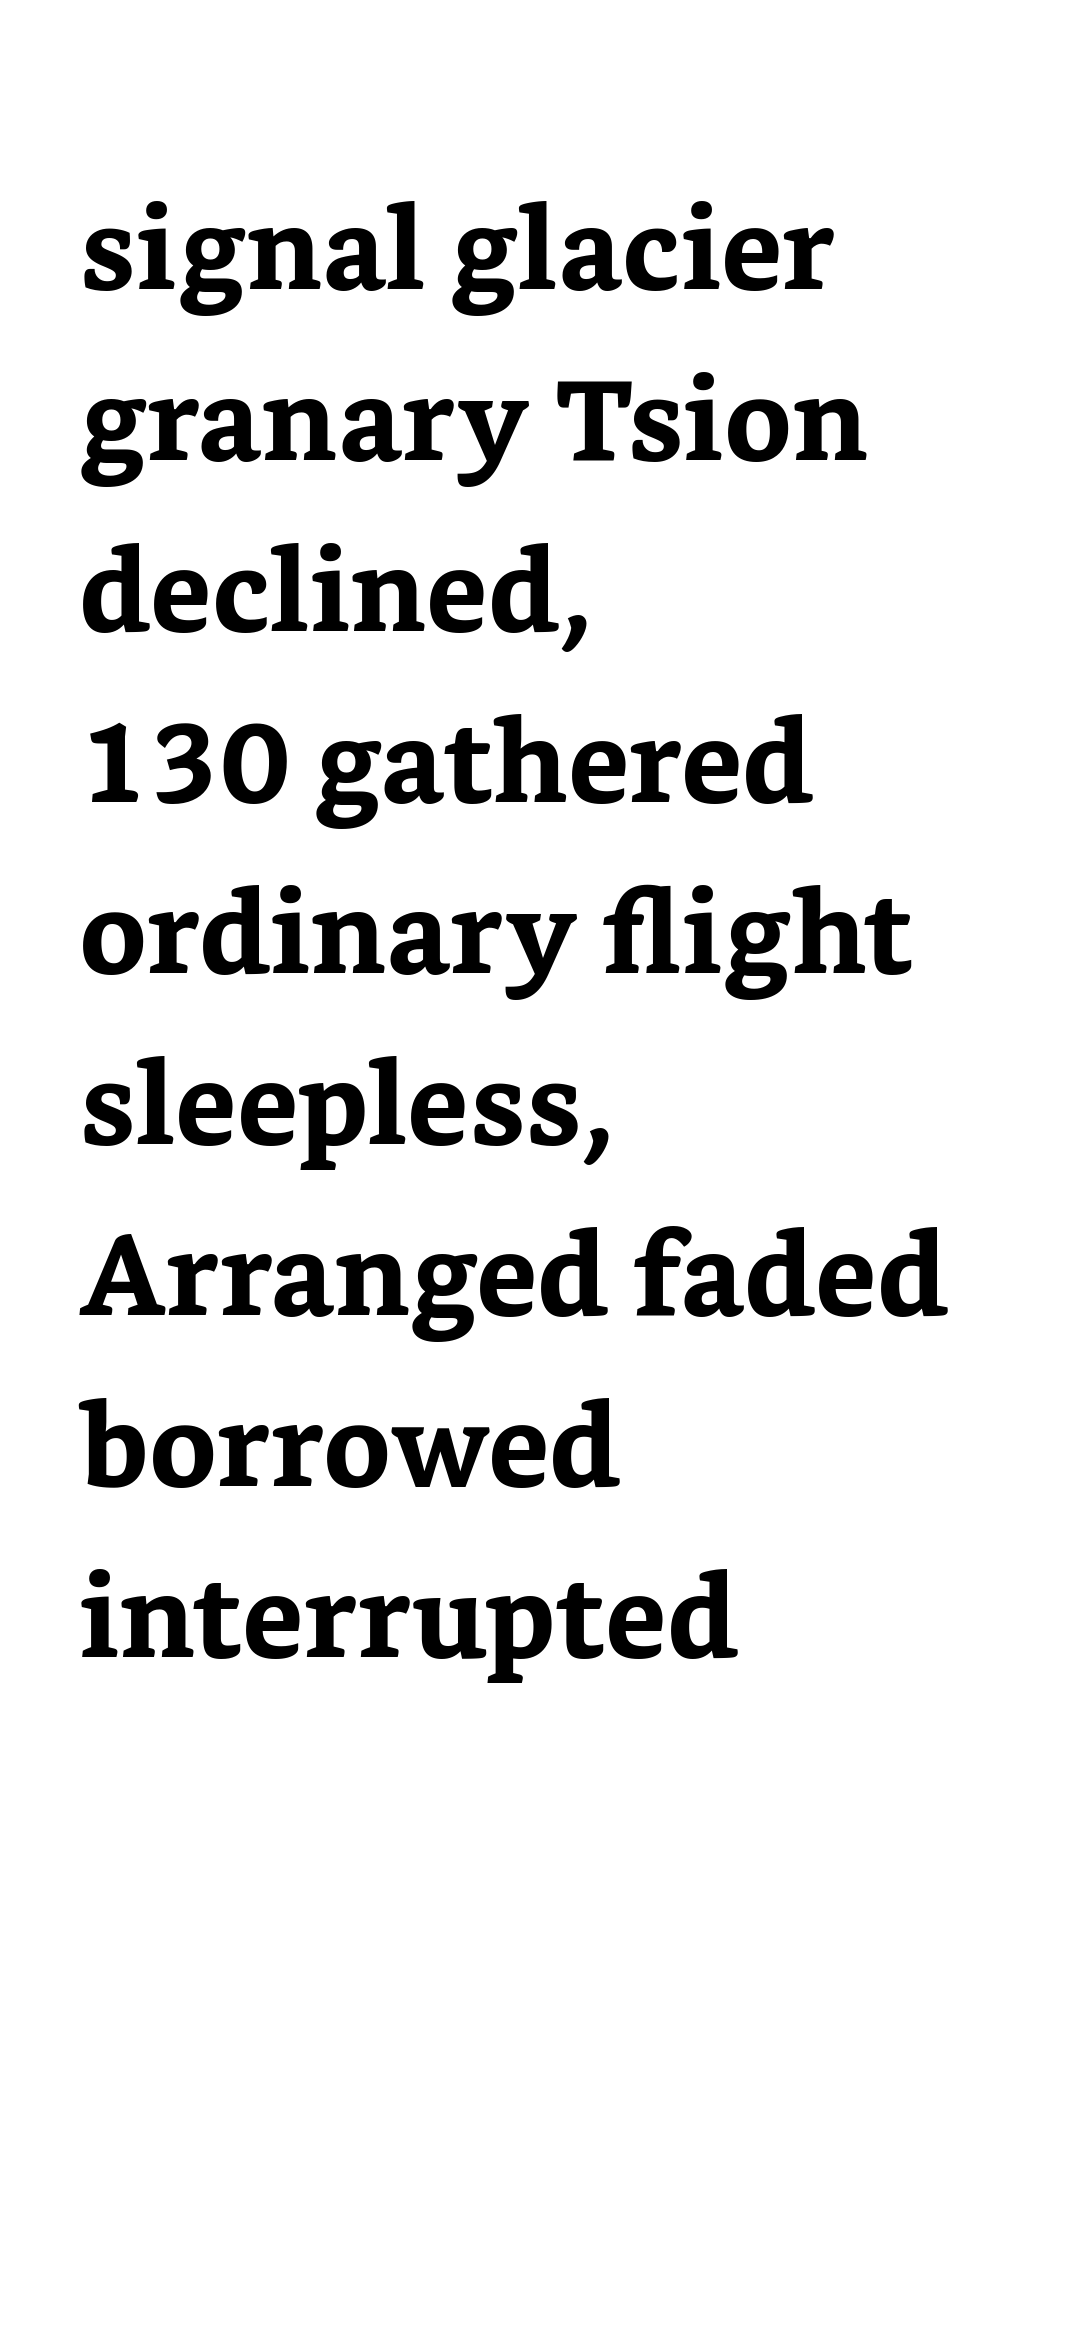 signal glacier
granary Tsion
declined,
130 gathered
ordinary flight
sleepless,
Arranged faded
borrowed
interrupted